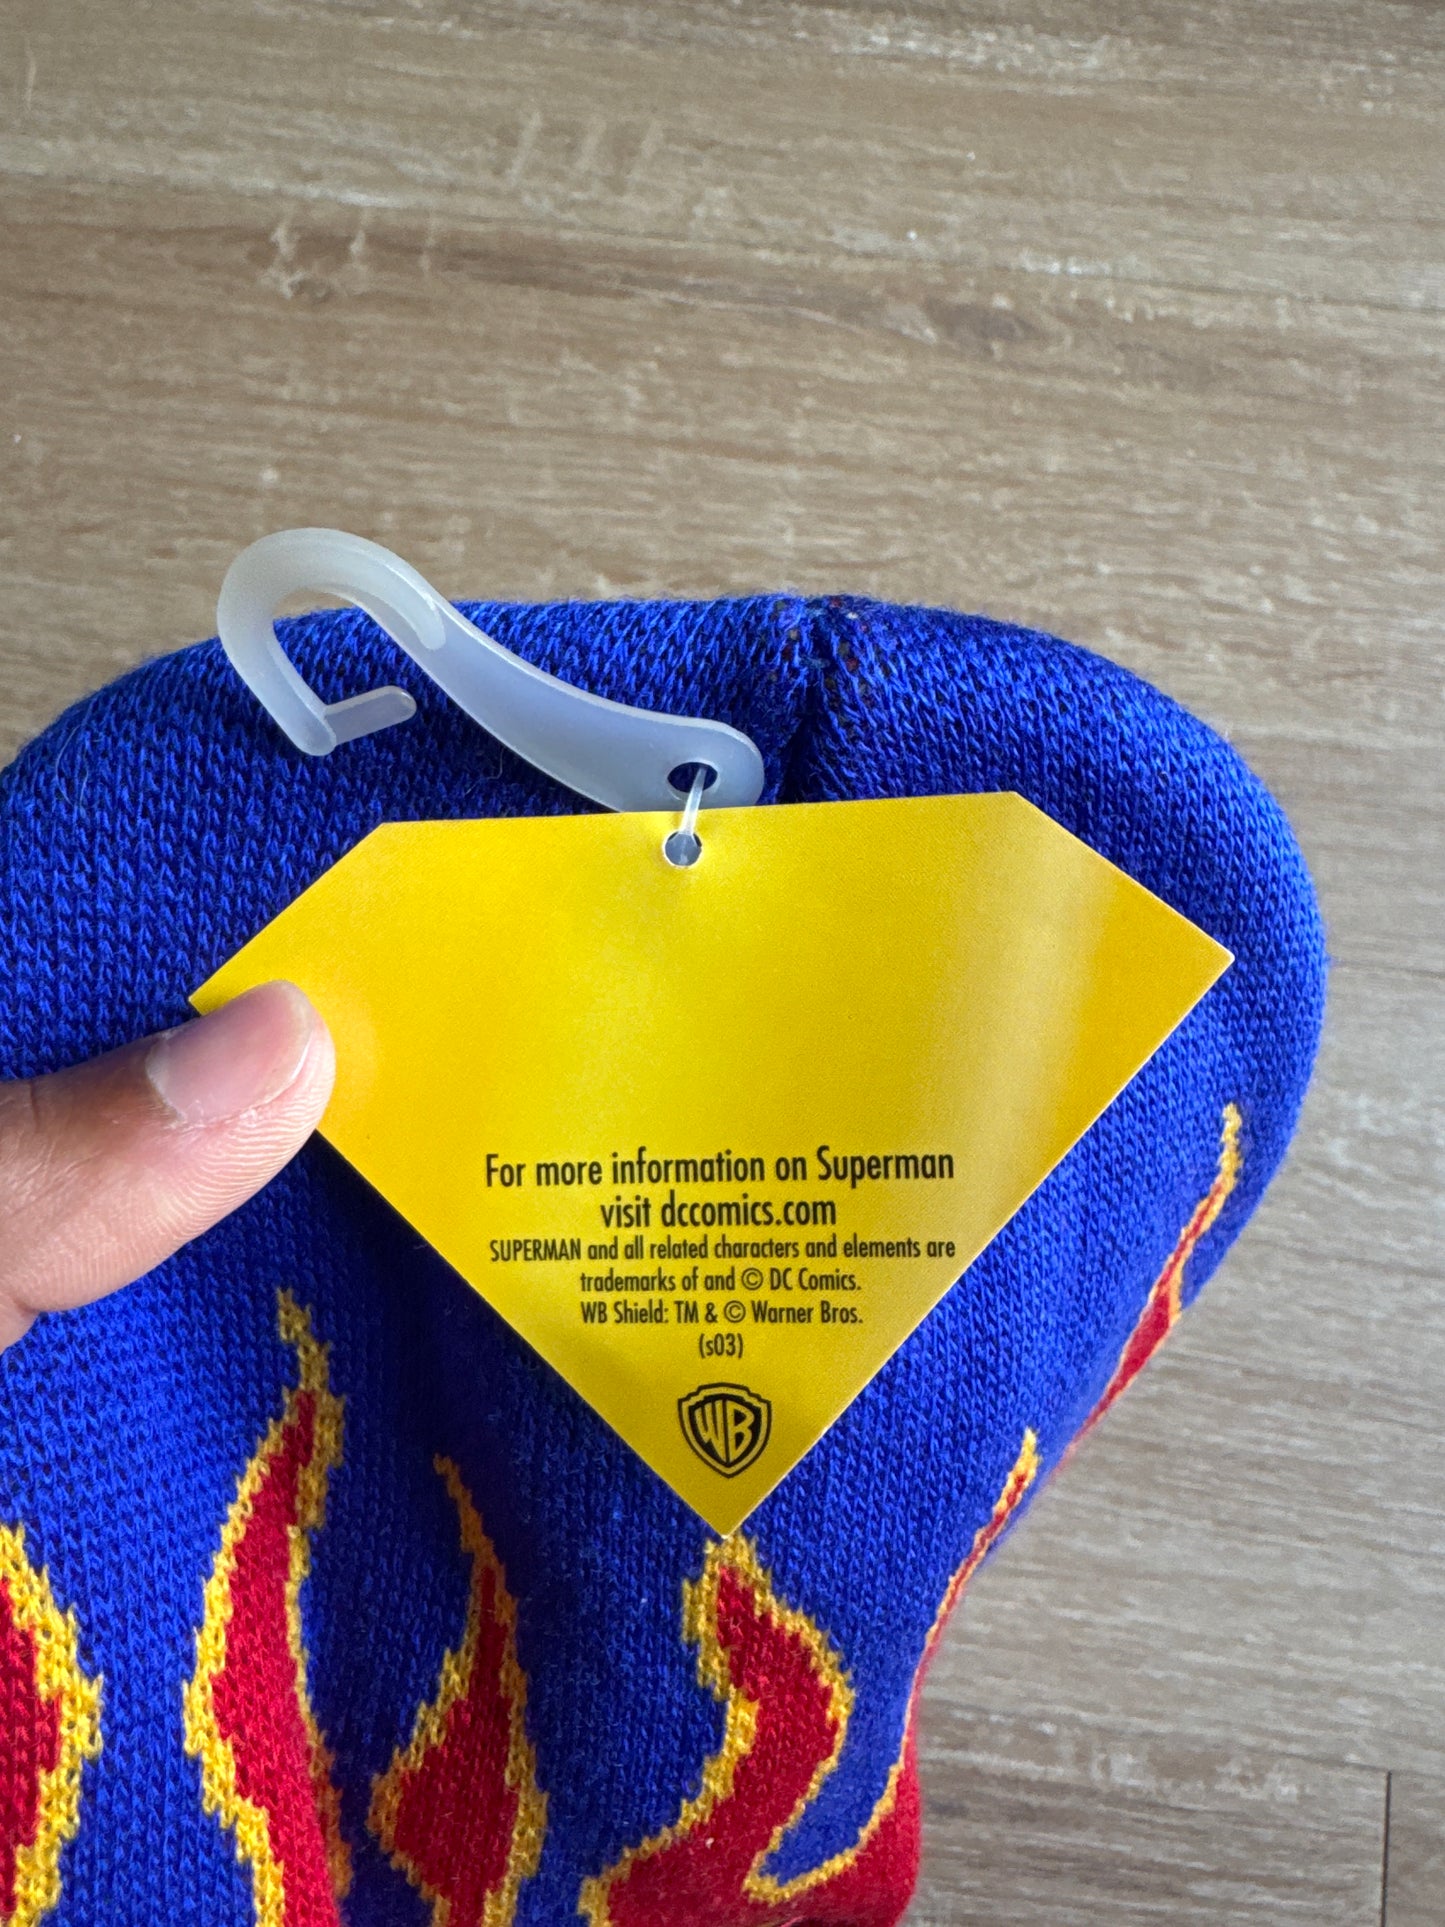 For more information on Superman
visit dccomics.com
SUPERMAN and all related characters and elements are
trademarks of and © DC Comics.
WB Shield: TM & © Warner Bros.
(s03)
WB